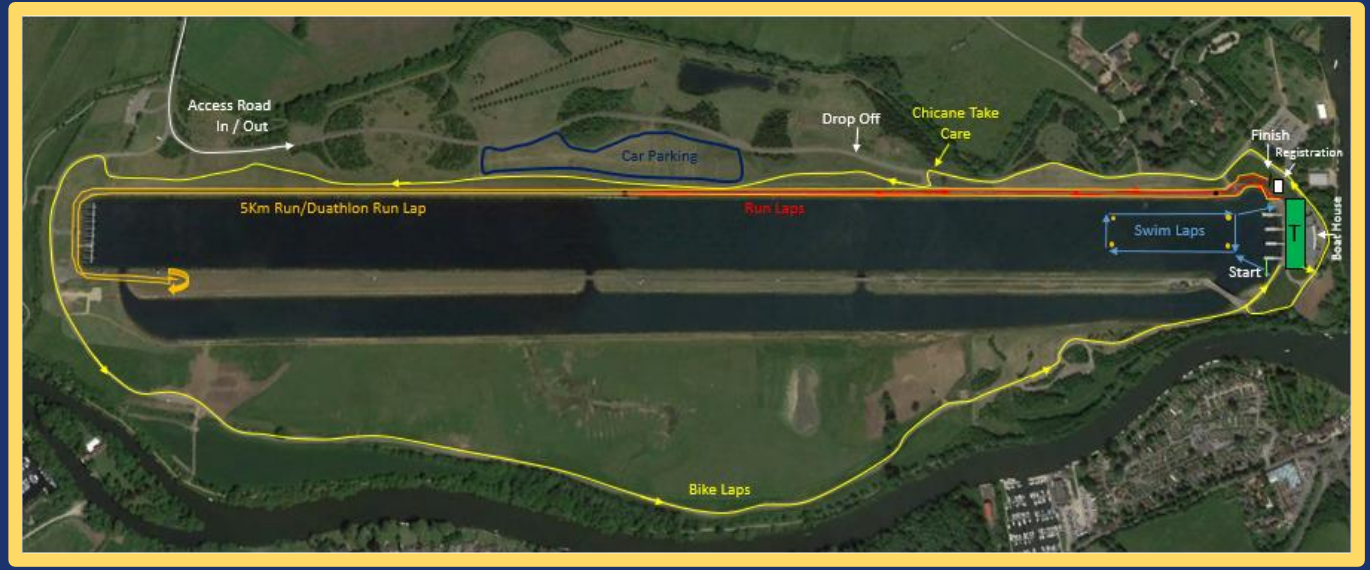 Access Road
In / Out
Car Parking
Drop Off
Chicane Take
Care
Finish
Registration
5Km Run/Duathlon Run Lap
Run Laps
Swim Laps
T
Boat House
Start
Bike Laps